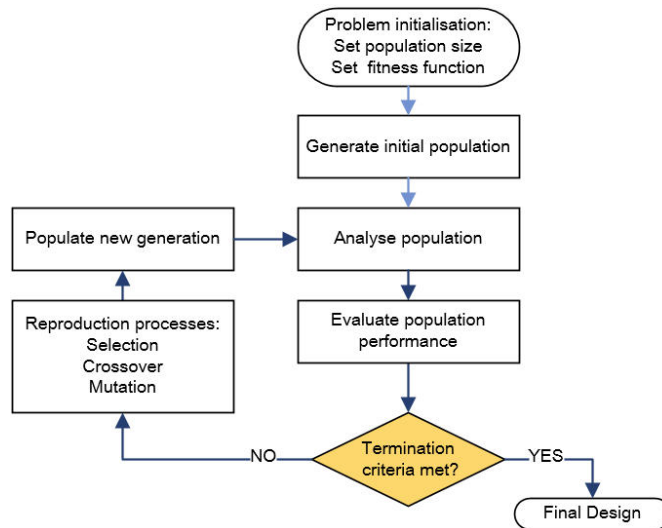 Problem initialisation:
Set population size
Set fitness function
Generate initial population
Populate new generation
Analyse population
Reproduction processes:
Selection
Crossover
Mutation
Evaluate population
performance
Termination
criteria met?
NO
YES
Final Design